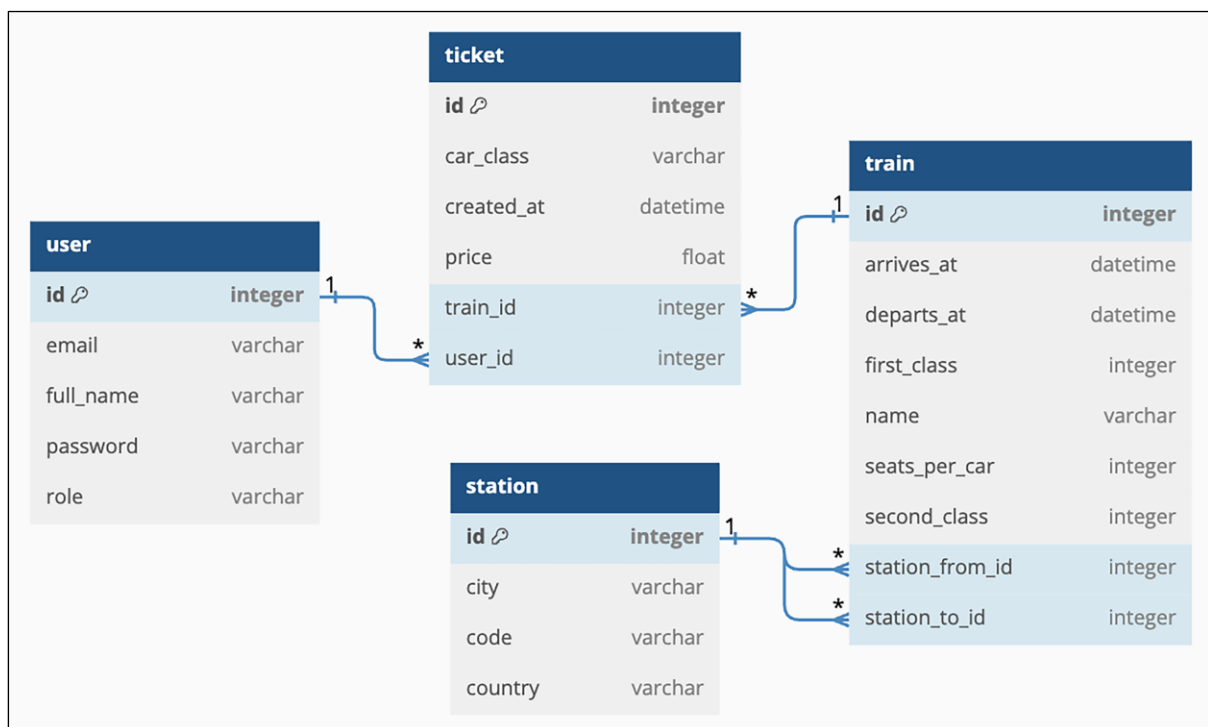 ticket
id integer
car_class varchar
created_at datetime
price float
train_id integer
user_id integer
user
id integer
email varchar
full_name varchar
password varchar
role varchar
train
id integer
arrives_at datetime
departs_at datetime
first_class integer
name varchar
seats_per_car integer
second_class integer
station_from_id integer
station_to_id integer
station
id integer
city varchar
code varchar
country varchar
1
*
1
*
1
*
*